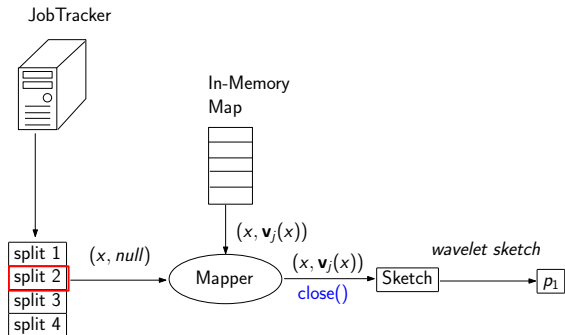 JobTracker
In-Memory
Map
(x, v_j(x))
split 1
split 2
split 3
split 4
(x, null)
Mapper
(x, v_j(x))
close()
Sketch
wavelet sketch
p_1